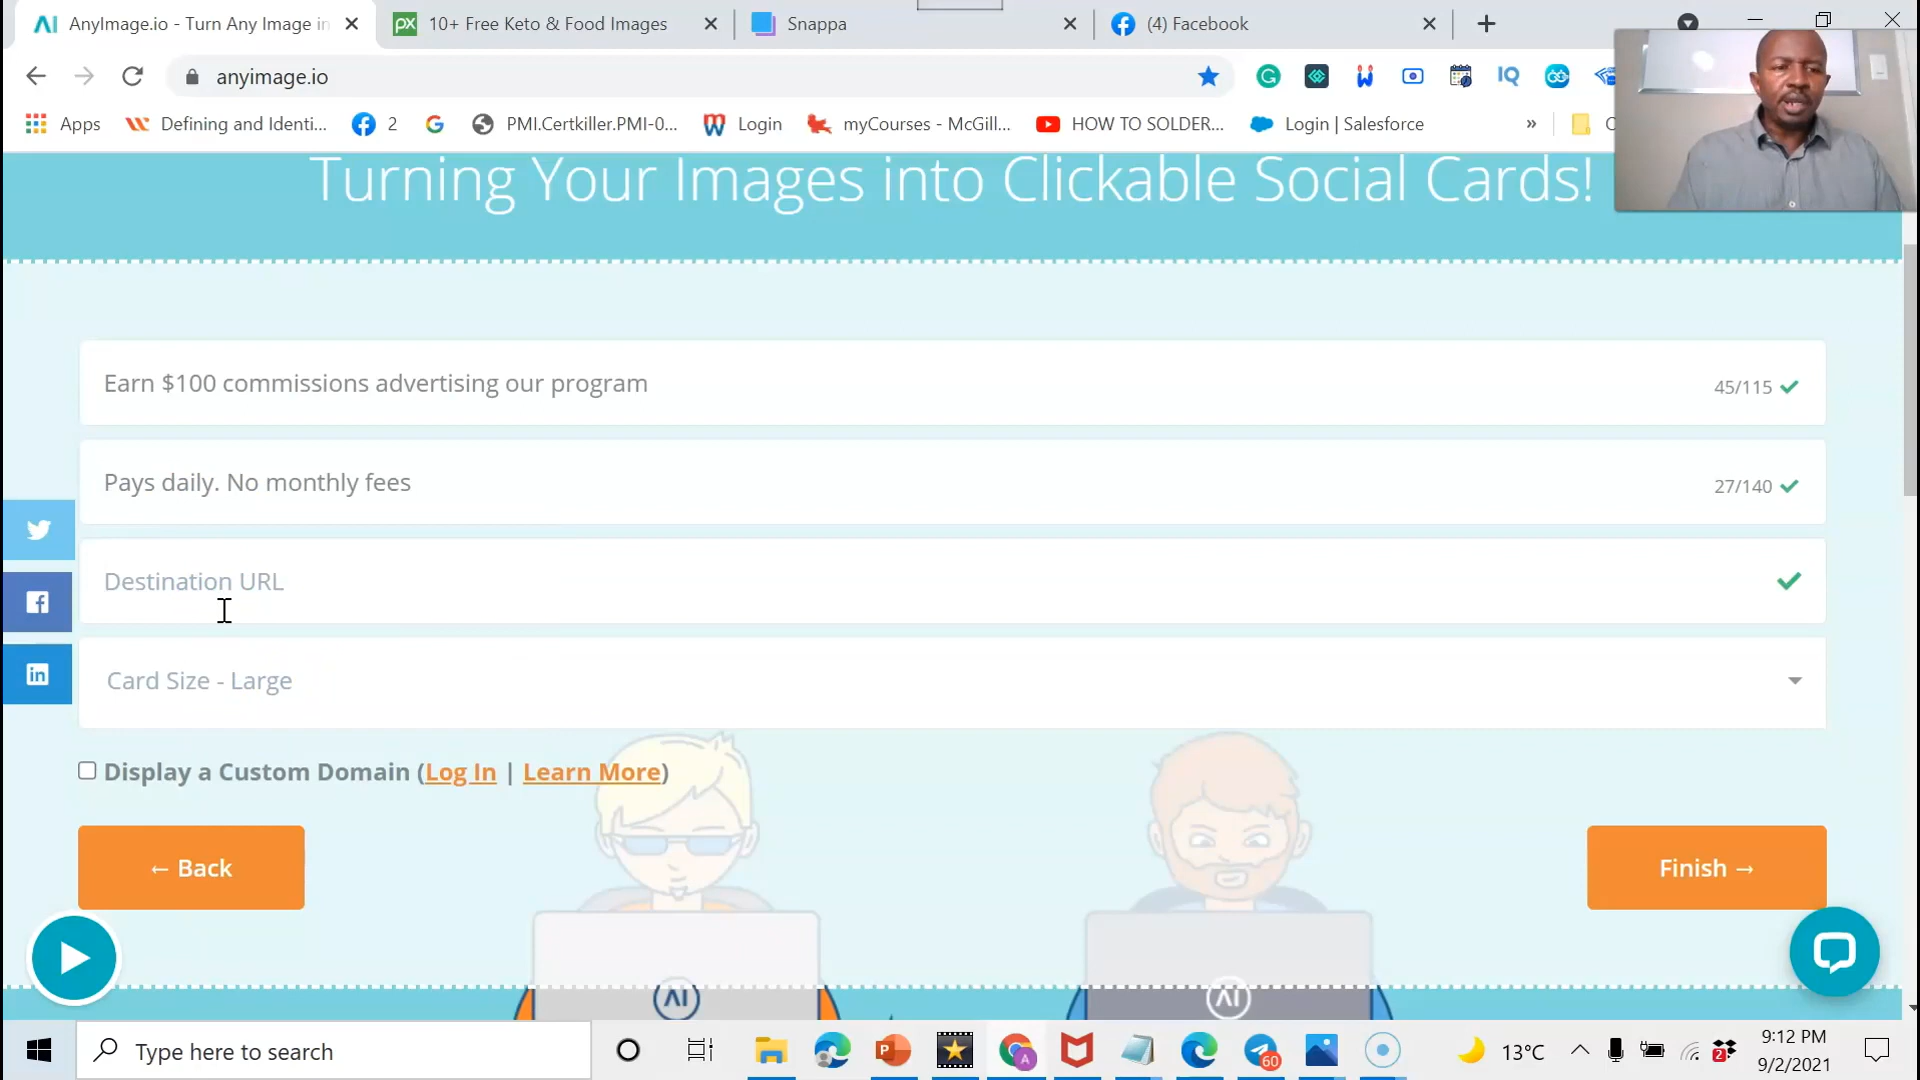 AnyImage.io - Turn Any Image in
10+ Free Keto & Food Images
Snappa
(4) Facebook
anyimage.io
Apps
Defining and Identi...
2
PMI.Certkiller.PMI-0...
Login
myCourses - McGill...
HOW TO SOLDER...
Login | Salesforce
»
Turning Your Images into Clickable Social Cards!
Earn $100 commissions advertising our program
45/115
Pays daily. No monthly fees
27/140
Destination URL
Card Size - Large
Display a Custom Domain (Log In | Learn More)
← Back
Finish →
Type here to search
60
13°C
2
9:12 PM
9/2/2021